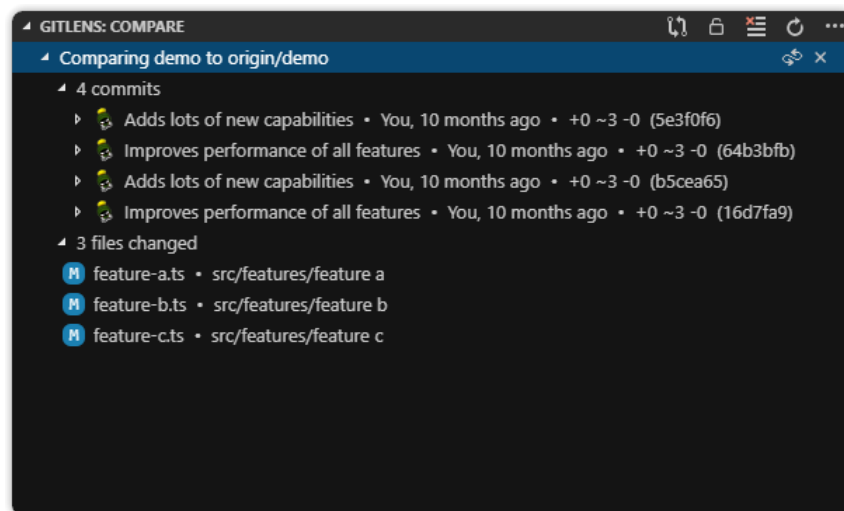 GITLENS: COMPARE
Comparing demo to origin/demo
4 commits
Adds lots of new capabilities • You, 10 months ago • +0 ~3 -0 (5e3f0f6)
Improves performance of all features • You, 10 months ago • +0 ~3 -0 (64b3bfb)
Adds lots of new capabilities • You, 10 months ago • +0 ~3 -0 (b5cea65)
Improves performance of all features • You, 10 months ago • +0 ~3 -0 (16d7fa9)
3 files changed
M feature-a.ts • src/features/feature a
M feature-b.ts • src/features/feature b
M feature-c.ts • src/features/feature c